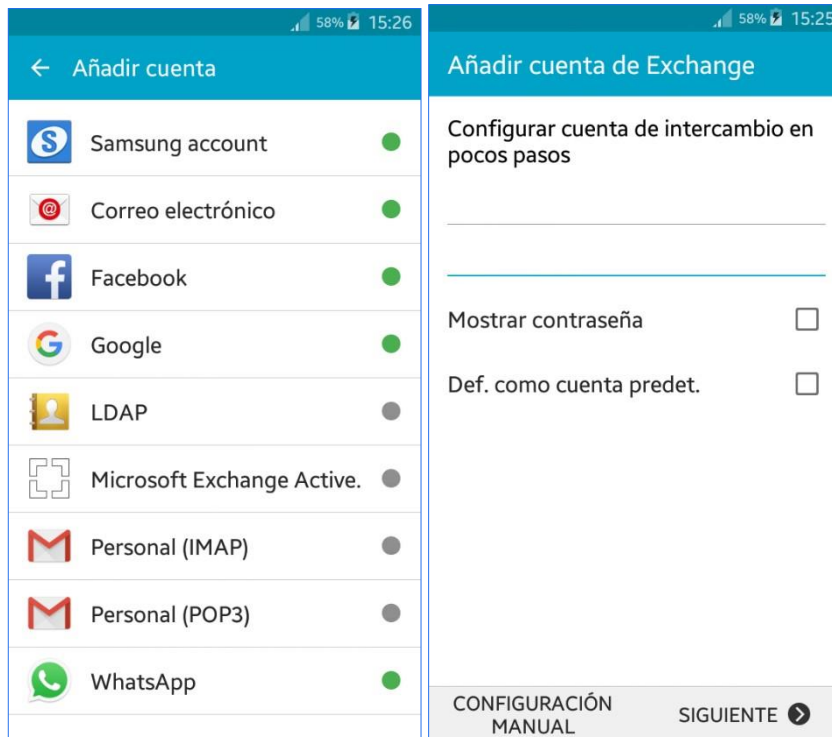 58% 15:26
Añadir cuenta
Samsung account
Correo electrónico
Facebook
Google
LDAP
Microsoft Exchange Active.
Personal (IMAP)
Personal (POP3)
WhatsApp
58% 15:25
Añadir cuenta de Exchange
Configurar cuenta de intercambio en
pocos pasos
Mostrar contraseña
Def. como cuenta predet.
CONFIGURACIÓN
MANUAL
SIGUIENTE